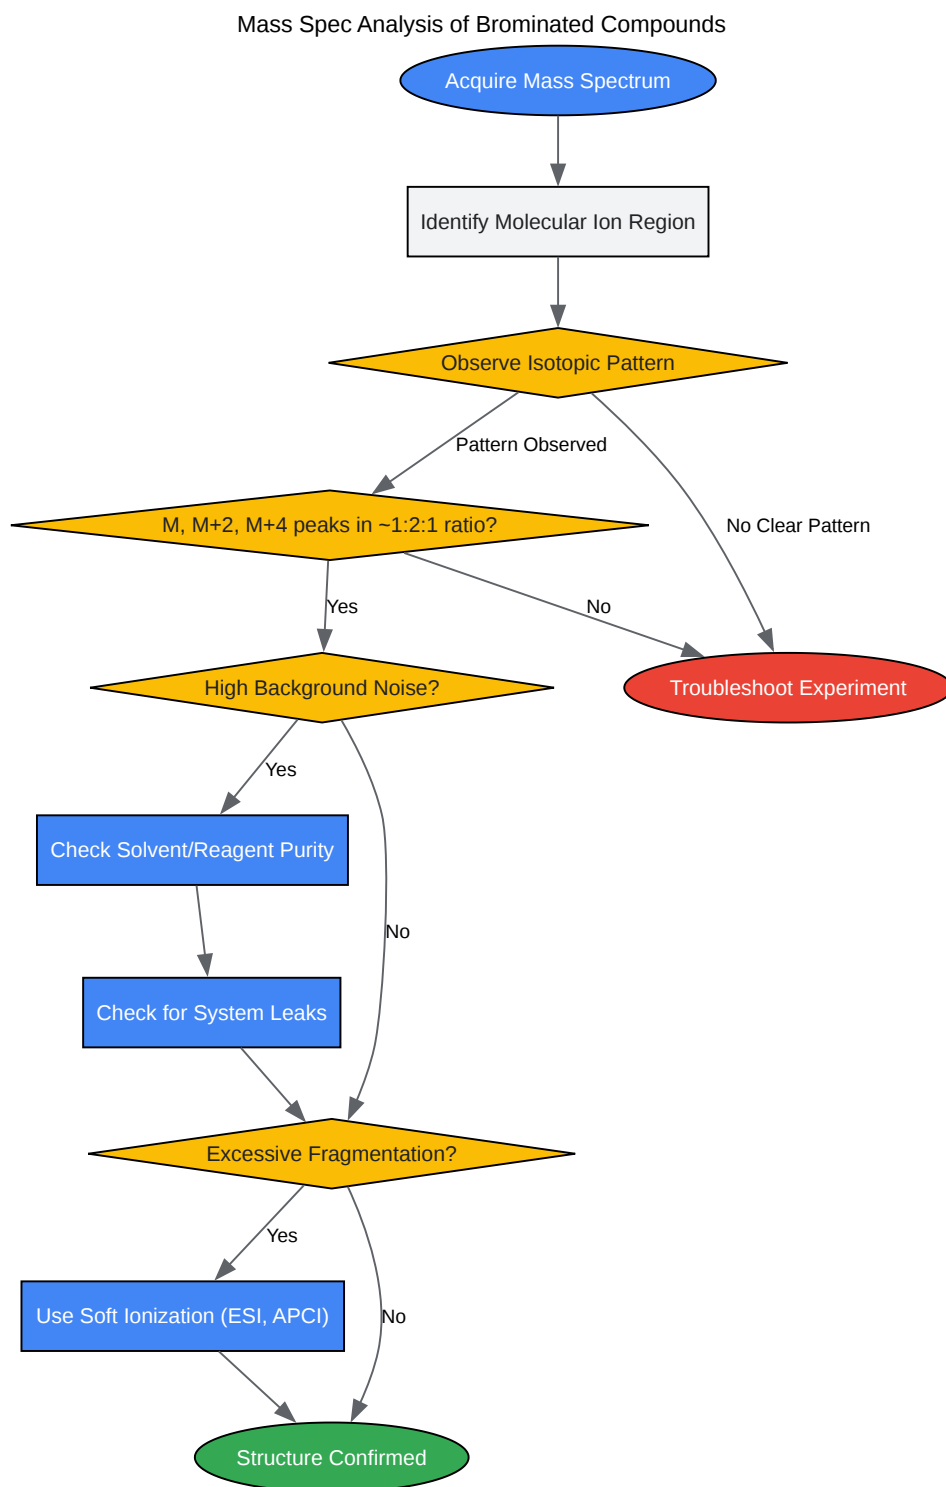 Mass Spec Analysis of Brominated Compounds
Acquire Mass Spectrum
Identify Molecular Ion Region
Observe Isotopic Pattern
Pattern Observed
M, M+2, M+4 peaks in ~1:2:1 ratio?
No Clear Pattern
Yes
No
High Background Noise?
Troubleshoot Experiment
Yes
Check Solvent/Reagent Purity
No
Check for System Leaks
Excessive Fragmentation?
Yes
Use Soft Ionization (ESI, APCI)
No
Structure Confirmed